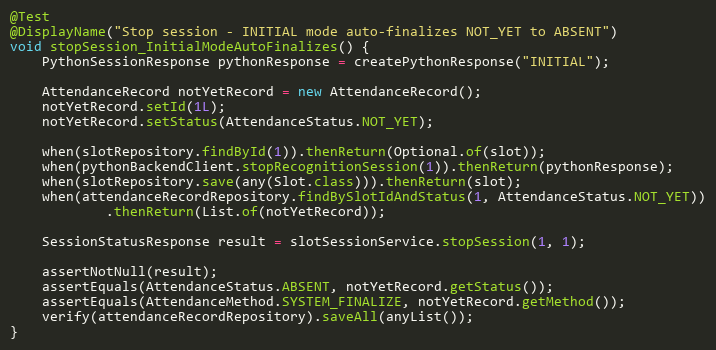 @Test
@DisplayName("Stop session - INITIAL mode auto-finalizes NOT_YET to ABSENT")
void stopSession_InitialModeAutoFinalizes() {
    PythonSessionResponse pythonResponse = createPythonResponse("INITIAL");

    AttendanceRecord notYetRecord = new AttendanceRecord();
    notYetRecord.setId(1L);
    notYetRecord.setStatus(AttendanceStatus.NOT_YET);

    when(slotRepository.findById(1)).thenReturn(Optional.of(slot));
    when(pythonBackendClient.stopRecognitionSession(1)).thenReturn(pythonResponse);
    when(slotRepository.save(any(Slot.class))).thenReturn(slot);
    when(attendanceRecordRepository.findBySlotIdAndStatus(1, AttendanceStatus.NOT_YET))
            .thenReturn(List.of(notYetRecord));

    SessionStatusResponse result = slotSessionService.stopSession(1, 1);

    assertNotNull(result);
    assertEquals(AttendanceStatus.ABSENT, notYetRecord.getStatus());
    assertEquals(AttendanceMethod.SYSTEM_FINALIZE, notYetRecord.getMethod());
    verify(attendanceRecordRepository).saveAll(anyList());
}